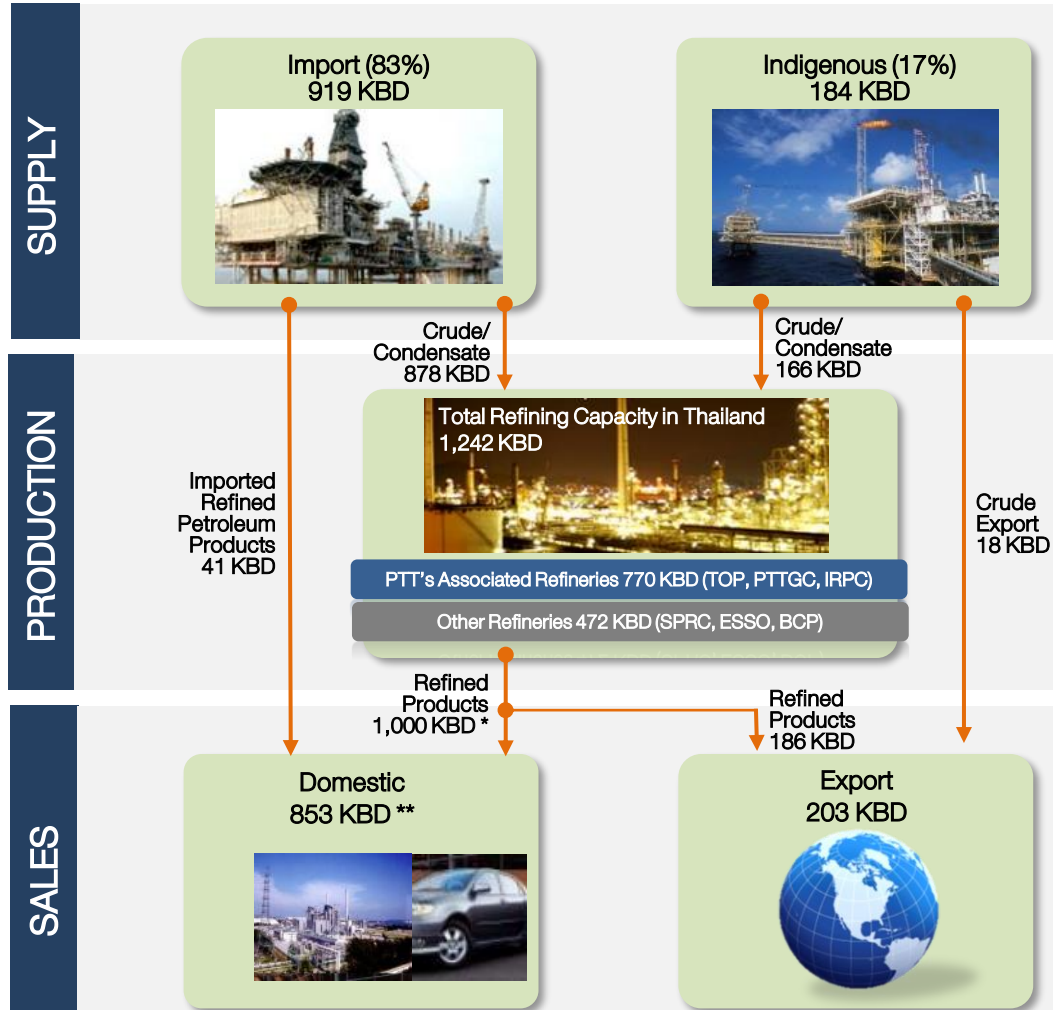 SUPPLY
Import (83%)
919 KBD
Indigenous (17%)
184 KBD
Crude/
Condensate
878 KBD
Crude/
Condensate
166 KBD
PRODUCTION
Total Refining Capacity in Thailand
1,242 KBD
Imported
Refined
Petroleum
Products
41 KBD
Crude
Export
18 KBD
PTT's Associated Refineries 770 KBD (TOP, PTTGC, IRPC)
Other Refineries 472 KBD (SPRC, ESSO, BCP)
Refined
Products
1,000 KBD *
Refined
Products
186 KBD
SALES
Domestic
853 KBD **
Export
203 KBD